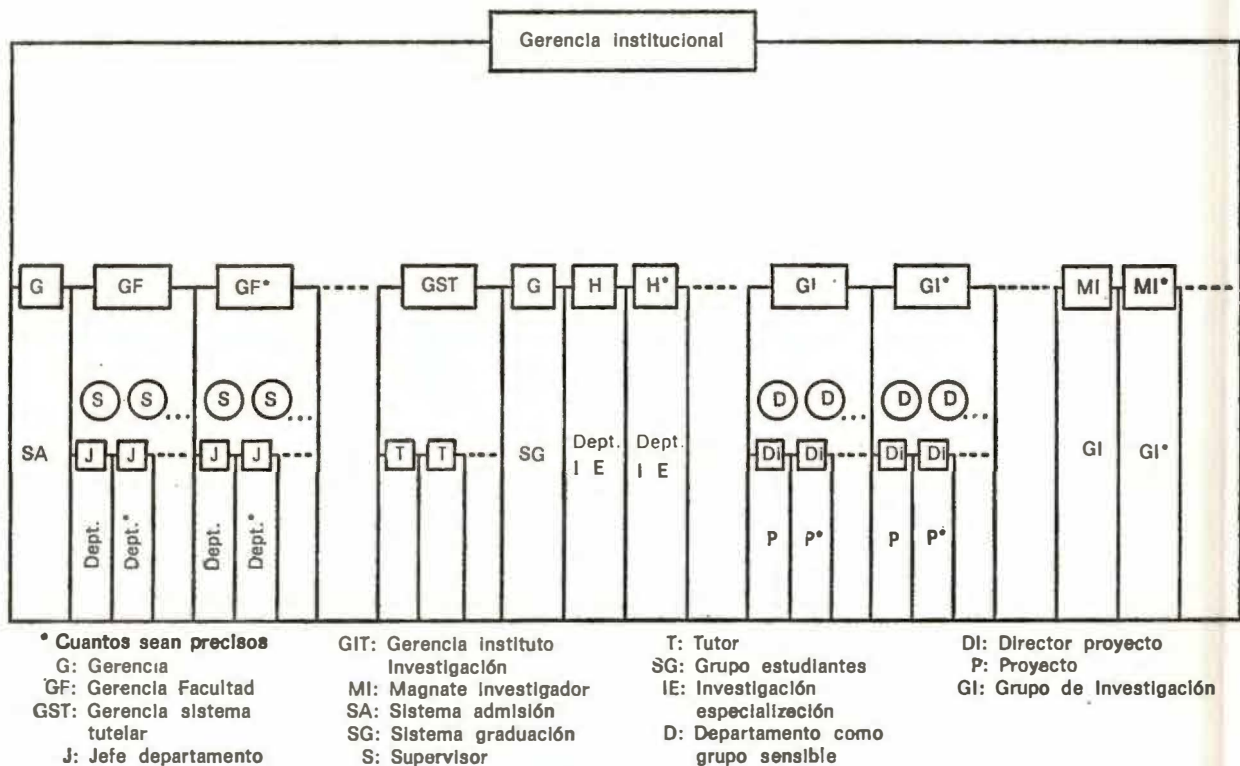 Gerencia institucional
G GF GF* GST G H H* GI GI* MI MI*
S S ... S S ... D D ... D D ...
SA J J J J T T SG Dept. I E Dept. I E Di Di Di Di GI GI*
Dept. Dept.* Dept. Dept.* P P* P P*
* Cuantos sean precisos
G: Gerencia
GF: Gerencia Facultad
GST: Gerencia sistema
tutelar
J: Jefe departamento
GIT: Gerencia instituto
Investigación
MI: Magnate investigador
SA: Sistema admisión
SG: Sistema graduación
S: Supervisor
T: Tutor
SG: Grupo estudiantes
IE: Investigación
especialización
D: Departamento como
grupo sensible
DI: Director proyecto
P: Proyecto
GI: Grupo de Investigación